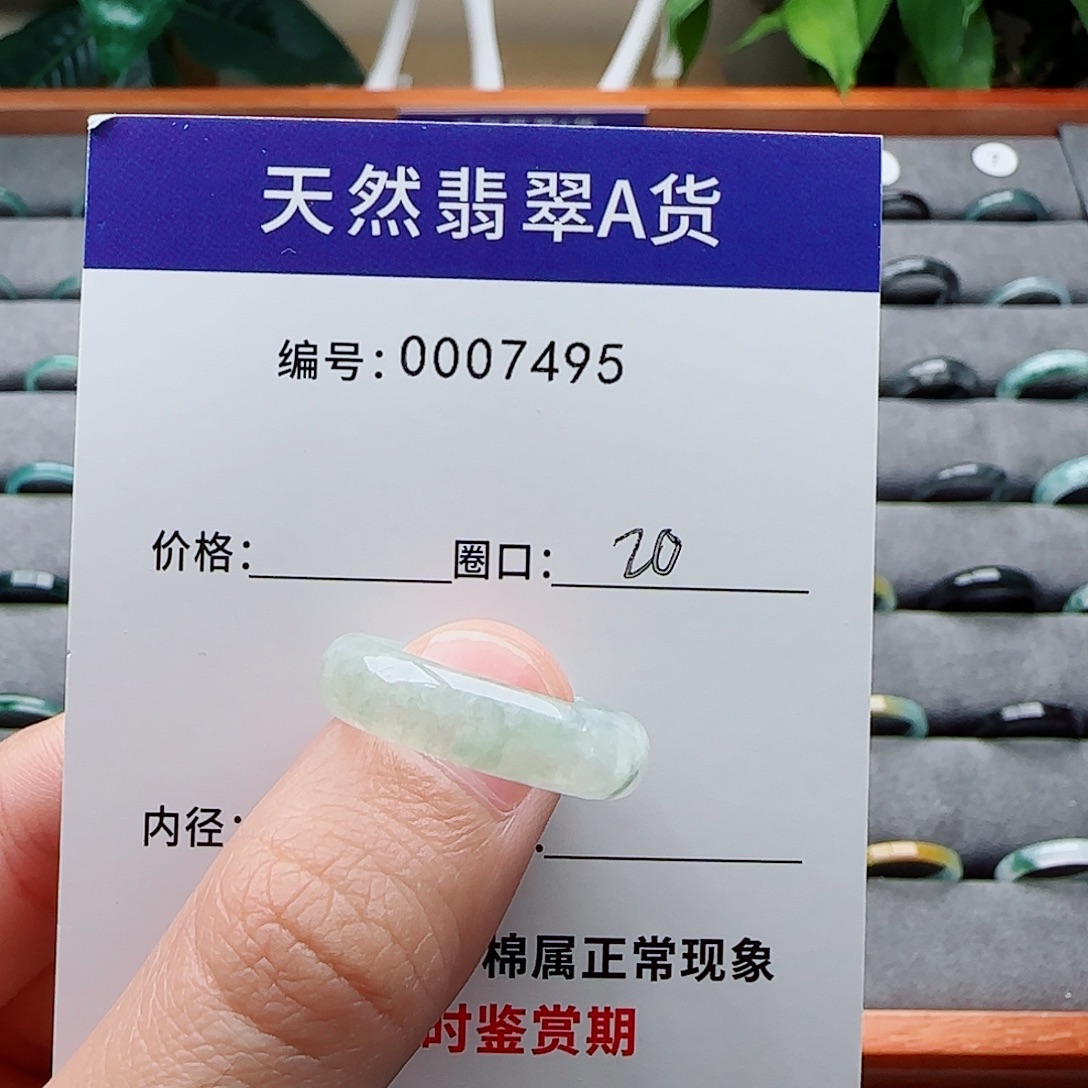 天然翡翠A货
编号:0007495
价格: 圈口: 20
内径:
棉属正常现象
时鉴赏期